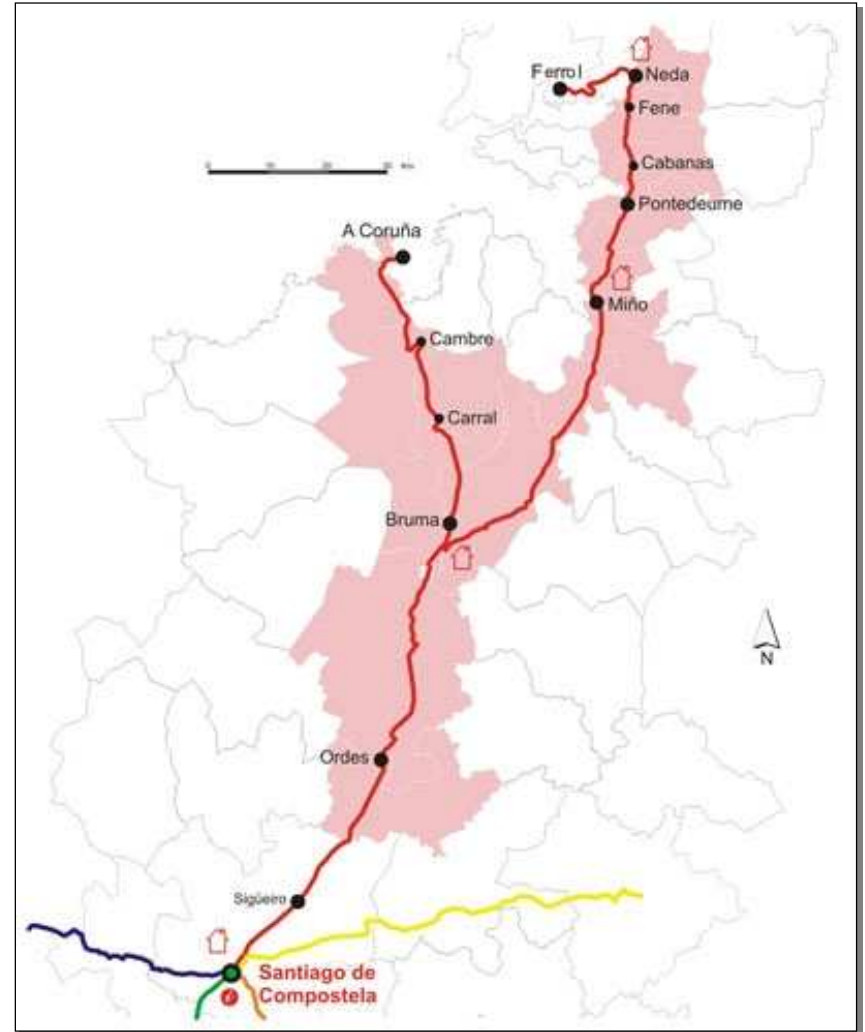 Ferrol
Neda
Fene
Cabanas
Pontedeume
A Coruña
Miño
Cambre
Carral
Bruma
N
Ordes
Sigüeiro
Santiago de
Compostela